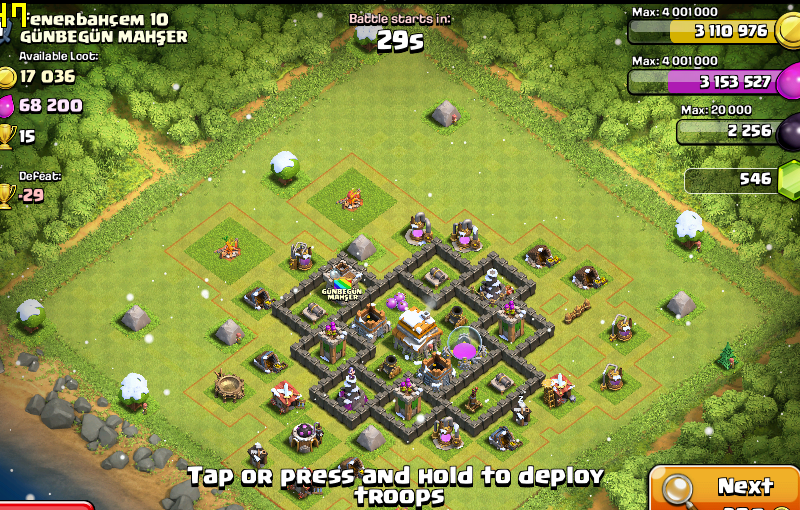 47
Fenerbahçem 10
GÜNBEGÜN MAHŞER
Available Loot:
17 036
68 200
15
Defeat:
-29
Battle starts in:
29s
Max: 4 001 000
3 110 976
Max: 4 001 000
3 153 527
Max: 20 000
2 256
546
GÜNBEGÜN
MAHŞER
Tap or press and hold to deploy
troops
Next